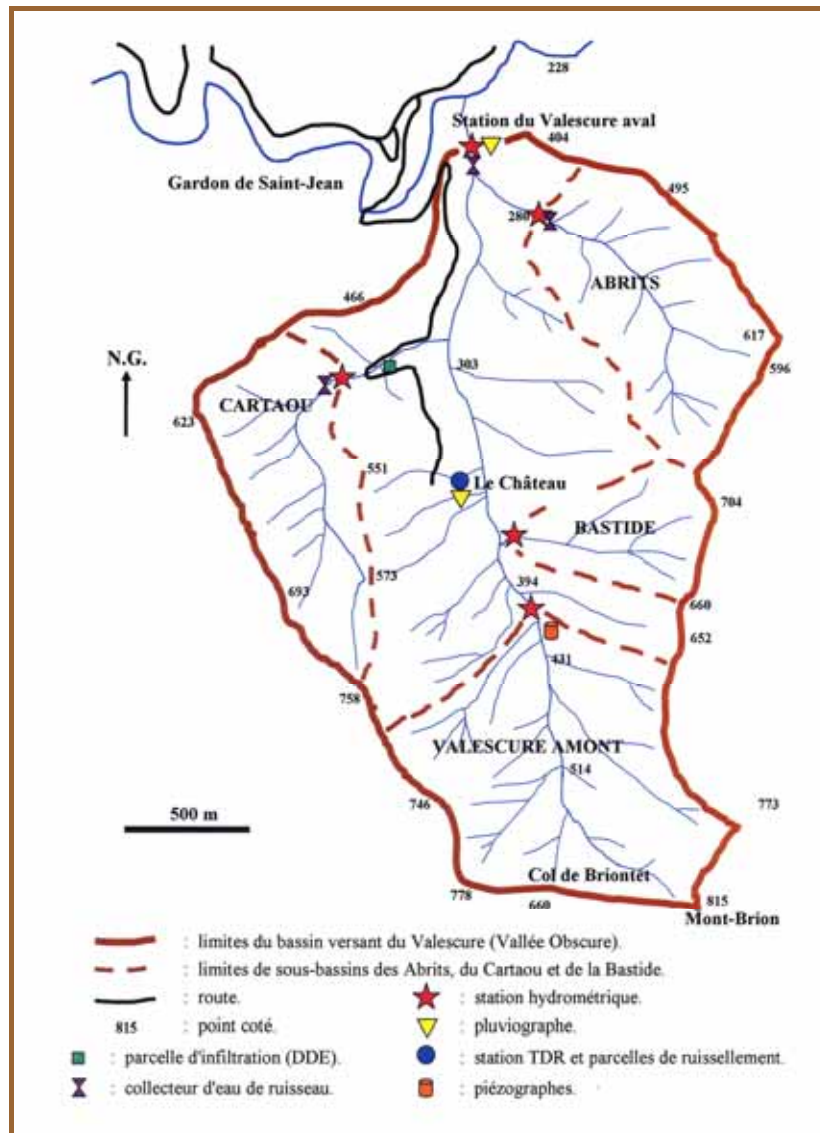 228
Station du Valescure aval
404
Gardon de Saint-Jean
495
280
ABRITS
466
617
N.G.
303
596
CARTAOU
623
551
Le Château
704
BASTIDE
573
394
693
660
652
431
758
VALESCURE AMONT
514
746
773
500 m
Col de Briontet
778
660
815
Mont-Brion
: limites du bassin versant du Valescure (Vallée Obscure).
: limites de sous-bassins des Abrits, du Cartaou et de la Bastide.
: route.
: station hydrométrique.
815 : point coté.
: pluviographe.
: parcelle d'infiltration (DDE).
: station TDR et parcelles de ruissellement.
: collecteur d'eau de ruisseau.
: piézographes.